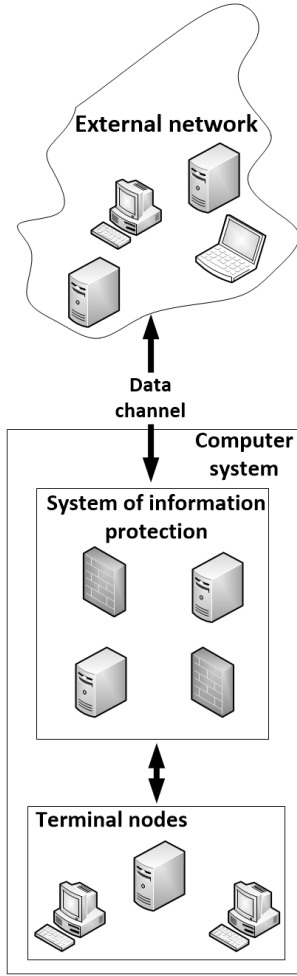 External network
Data
channel
Computer
system
System of information
protection
Terminal nodes